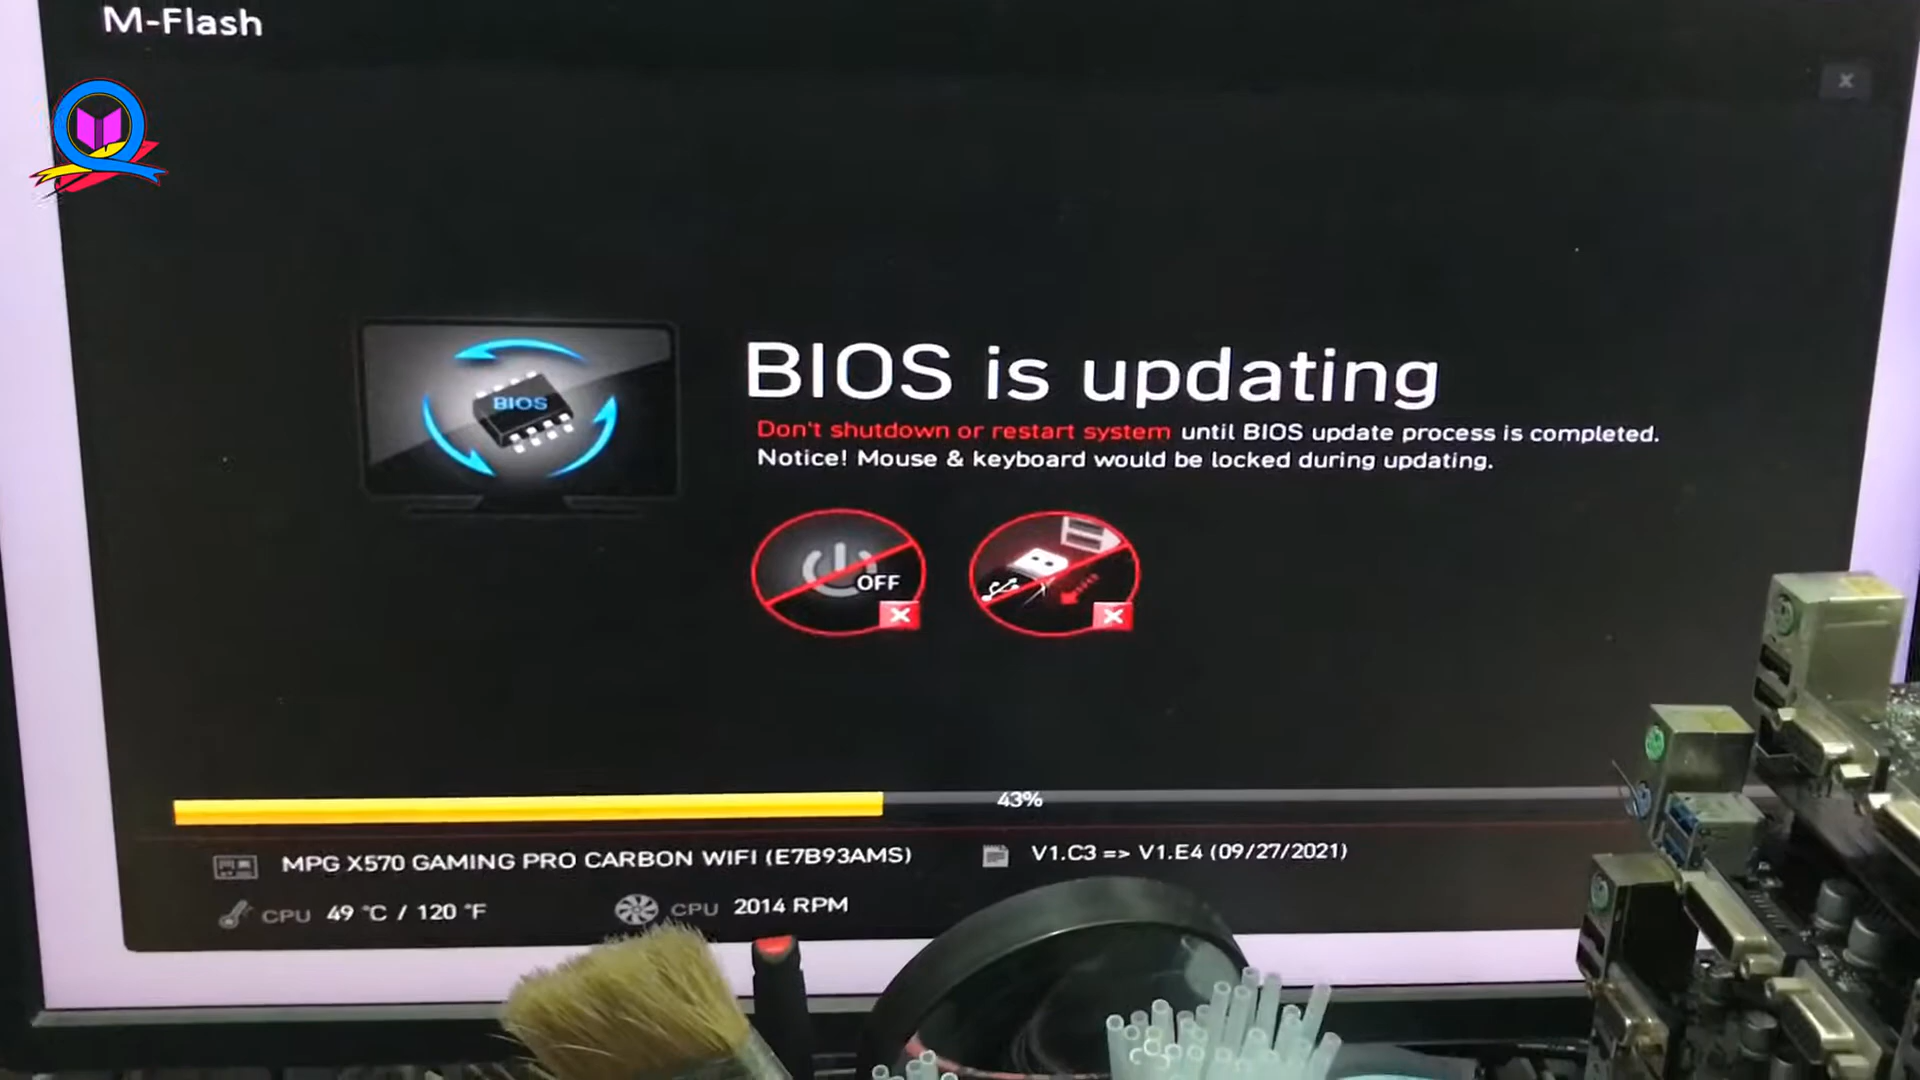 M-Flash
BIOS
BIOS is updating
Don't shutdown or restart system until BIOS update process is completed.
Notice! Mouse & keyboard would be locked during updating.
OFF
43%
MPG X570 GAMING PRO CARBON WIFI (E7B93AMS)
V1.C3 => V1.E4 (09/27/2021)
CPU 49 °C / 120 °F
CPU 2014 RPM